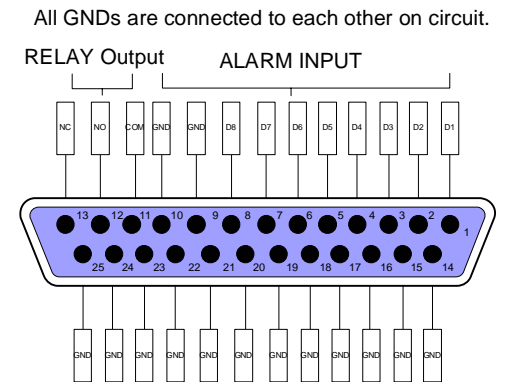 All GNDs are connected to each other on circuit.
RELAY Output ALARM INPUT
NC NO COM GND GND D8 D7 D6 D5 D4 D3 D2 D1
13 12 11 10 9 8 7 6 5 4 3 2 1
25 24 23 22 21 20 19 18 17 16 15 14
GND GND GND GND GND GND GND GND GND GND GND GND